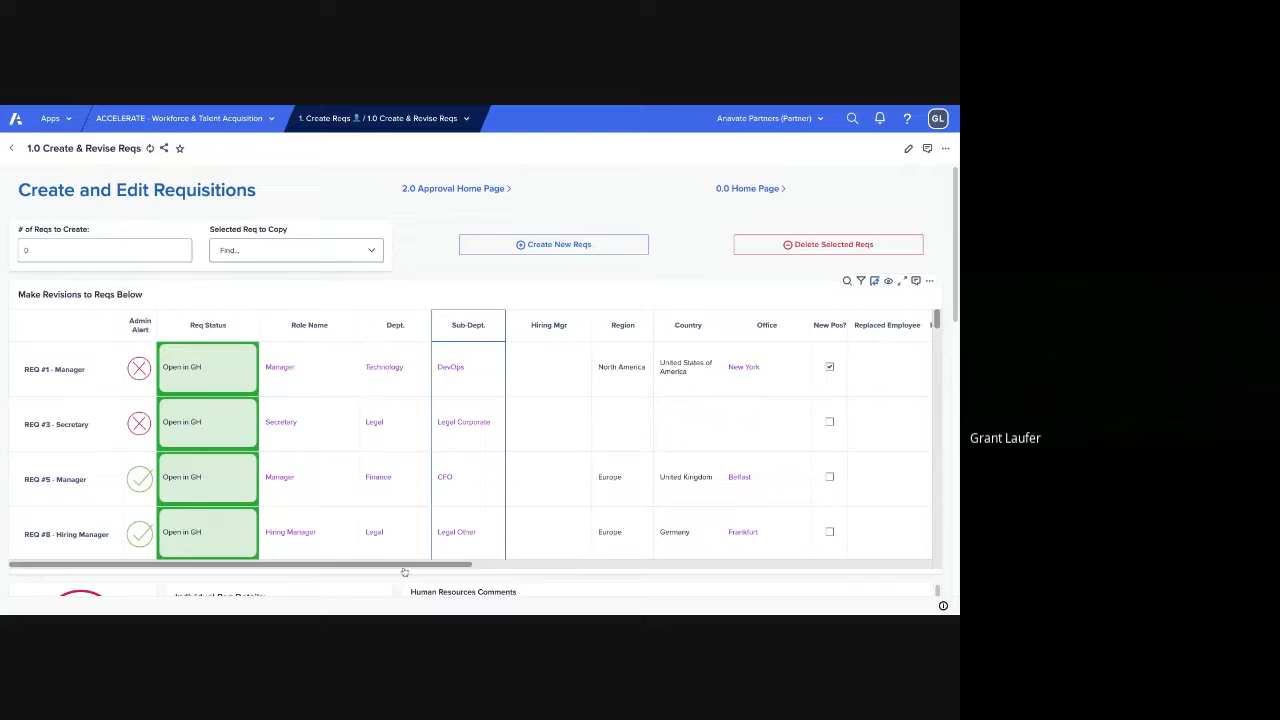 Apps
ACCELERATE - Workforce & Talent Acquisition
1. Create Reqs / 1.0 Create & Revise Reqs
Anavate Partners (Partner)
?
GL
1.0 Create & Revise Reqs
Create and Edit Requisitions
2.0 Approval Home Page
0.0 Home Page
# of Reqs to Create:
Selected Req to Copy
0
Find...
Create New Reqs
Delete Selected Reqs
Make Revisions to Reqs Below
Admin Alert Req Status Role Name Dept. Sub-Dept. Hiring Mgr Region Country Office New Pos? Replaced Employee
REQ #1 - Manager Open in GH Manager Technology DevOps North America United States of America New York
REQ #3 - Secretary Open in GH Secretary Legal Legal Corporate
REQ #5 - Manager Open in GH Manager Finance CFO Europe United Kingdom Belfast
REQ #8 - Hiring Manager Open in GH Hiring Manager Legal Legal Other Europe Germany Frankfurt
Human Resources Comments
Grant Laufer